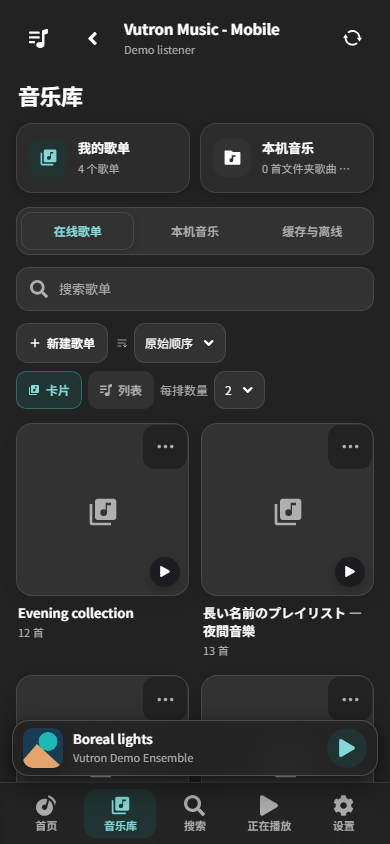 Vutron Music - Mobile
Demo listener
音乐库
我的歌单
4 个歌单
本机音乐
0 首文件夹歌曲 ···
在线歌单
本机音乐
缓存与离线
搜索歌单
新建歌单
原始顺序
卡片
列表
每排数量
2
Evening collection
12 首
長い名前のプレイリスト —
夜間音樂
13 首
Boreal lights
Vutron Demo Ensemble
首页
音乐库
搜索
正在播放
设置